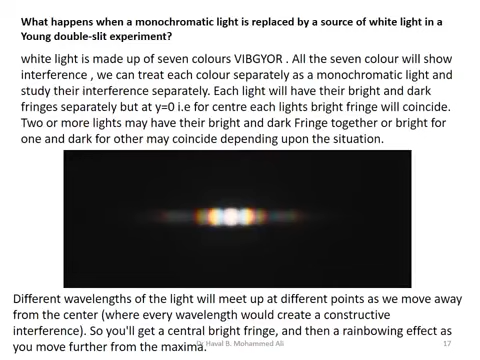 What happens when a monochromatic light is replaced by a source of white light in a
Young double-slit experiment?
white light is made up of seven colours VIBGYOR . All the seven colour will show
interference , we can treat each colour separately as a monochromatic light and
study their interference separately. Each light will have their bright and dark
fringes separately but at y=0 i.e for centre each lights bright fringe will coincide.
Two or more lights may have their bright and dark Fringe together or bright for
one and dark for other may coincide depending upon the situation.
Different wavelengths of the light will meet up at different points as we move away
from the center (where every wavelength would create a constructive
interference). So you'll get a central bright fringe, and then a rainbowing effect as
you move further from the maxima.
Dr Haval B. Mohammed Ali
17